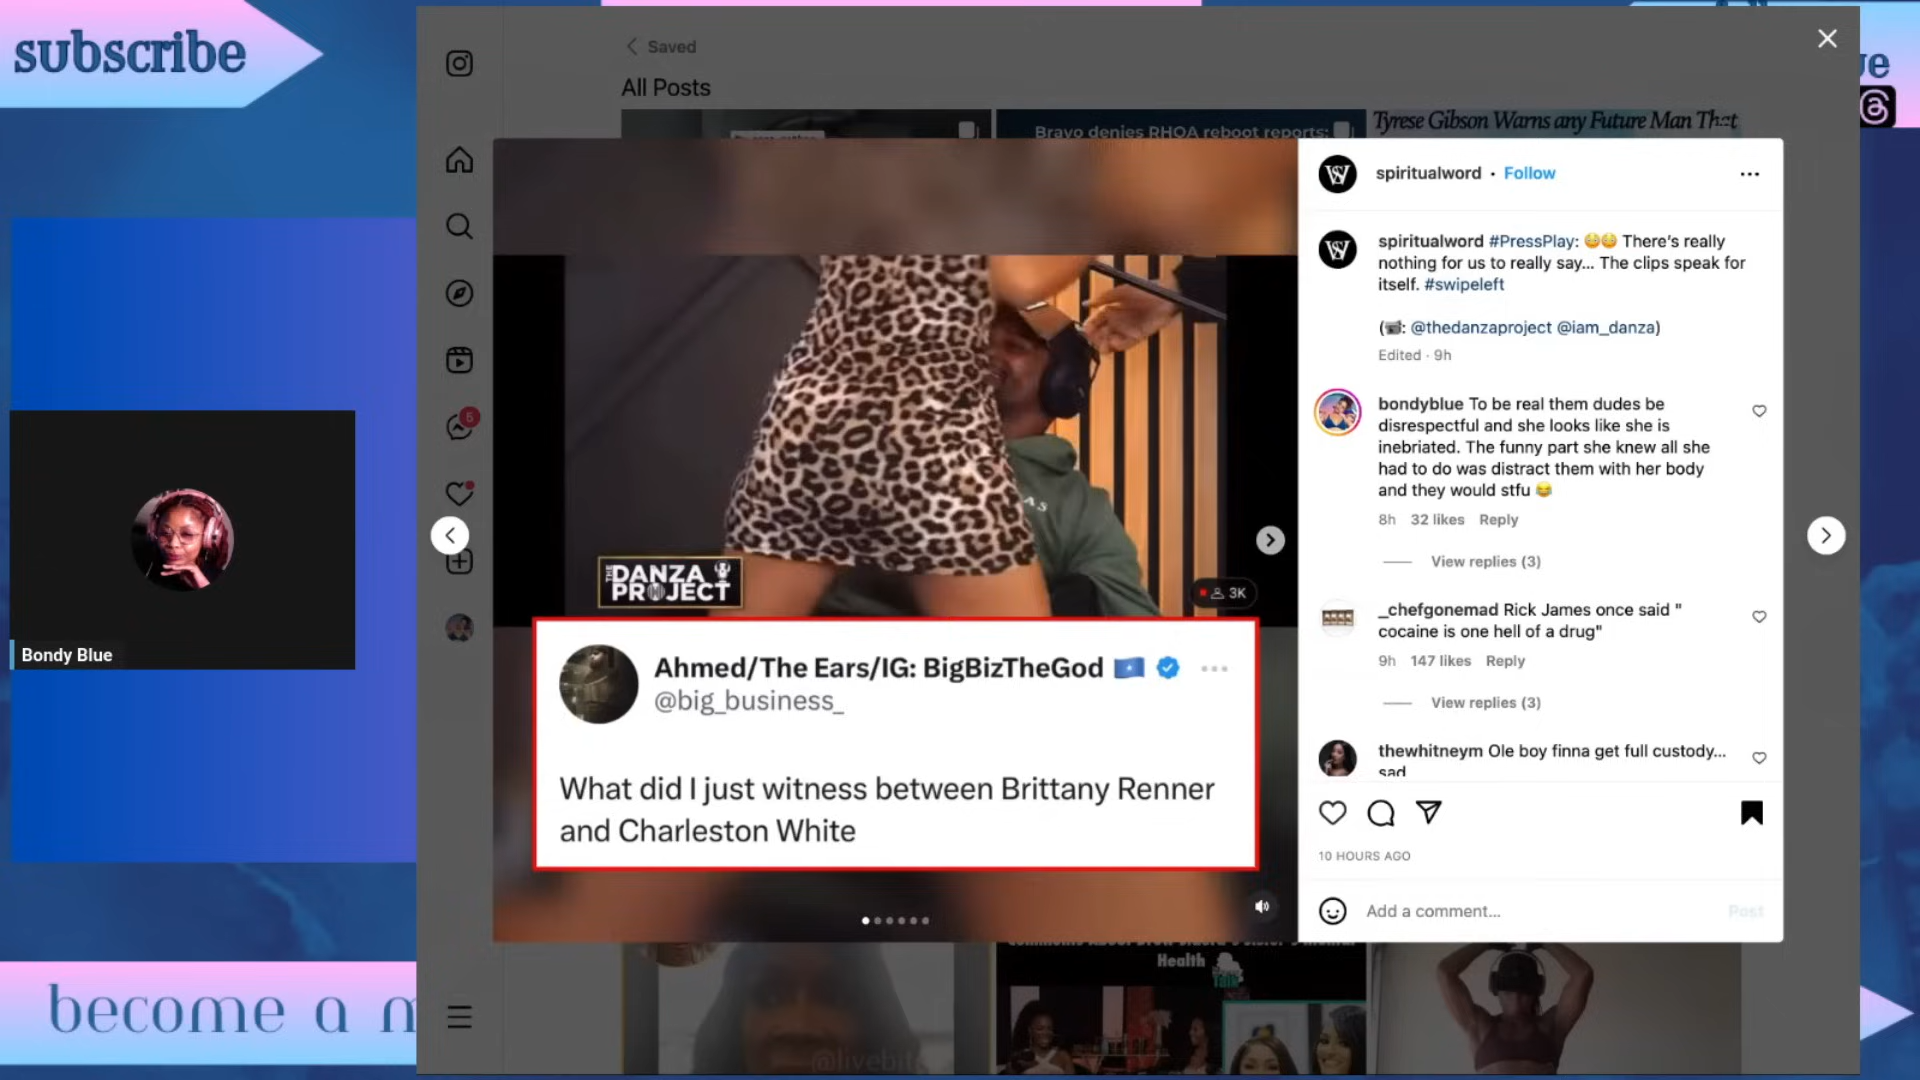 subscribe
Saved
All Posts
Bravo denies RHOA reboot reports:
Tyrese Gibson Warns any Future Man That
5
THE
DANZA
PROJECT
3K
Ahmed/The Ears/IG: BigBizTheGod
@big_business_
What did I just witness between Brittany Renner
and Charleston White
spiritualword • Follow
spiritualword #PressPlay: 😳😳 There's really
nothing for us to really say... The clips speak for
itself. #swipeleft
(📹: @thedanzaproject @iam_danza)
Edited · 9h
bondyblue To be real them dudes be
disrespectful and she looks like she is
inebriated. The funny part she knew all she
had to do was distract them with her body
and they would stfu 😂
8h 32 likes Reply
View replies (3)
_chefgonemad Rick James once said "
cocaine is one hell of a drug"
9h 147 likes Reply
View replies (3)
thewhitneym Ole boy finna get full custody...
sad
10 HOURS AGO
Add a comment...
Post
Bondy Blue
Health
Talk
become a m